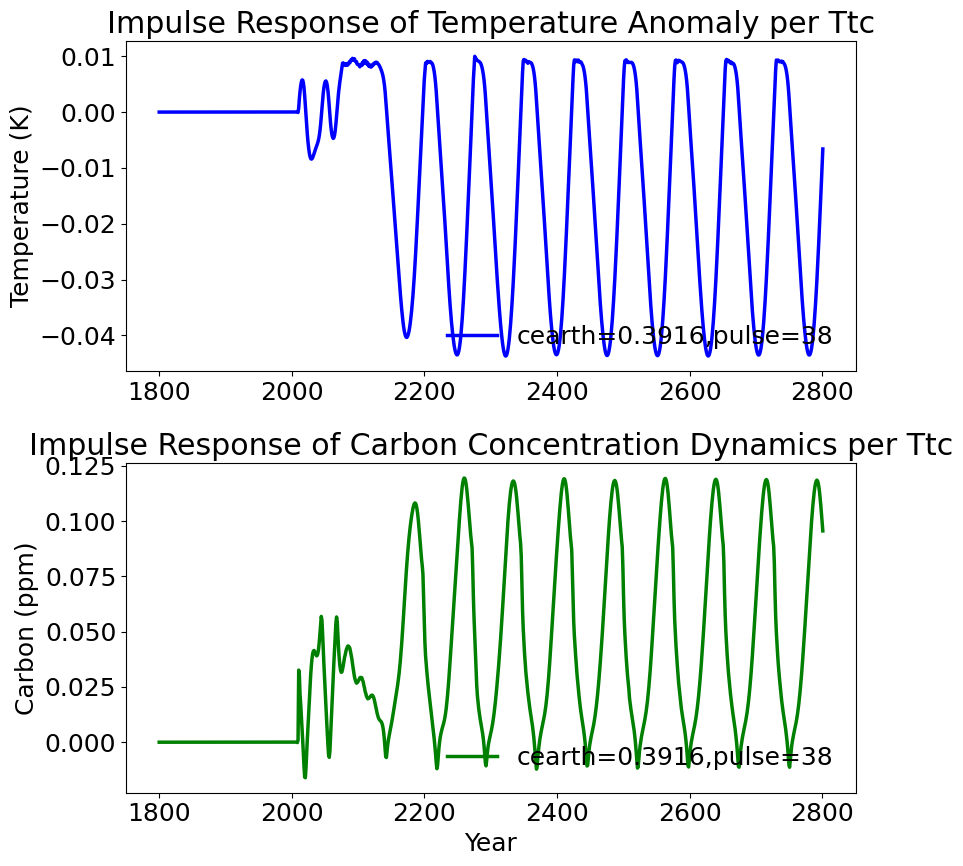 Impulse Response of Temperature Anomaly per Ttc
Temperature (K)
0.01
0.00
−0.01
−0.02
−0.03
−0.04
cearth=0.3916,pulse=38
1800 2000 2200 2400 2600 2800
Impulse Response of Carbon Concentration Dynamics per Ttc
Carbon (ppm)
0.125
0.100
0.075
0.050
0.025
0.000
cearth=0.3916,pulse=38
1800 2000 2200 2400 2600 2800
Year